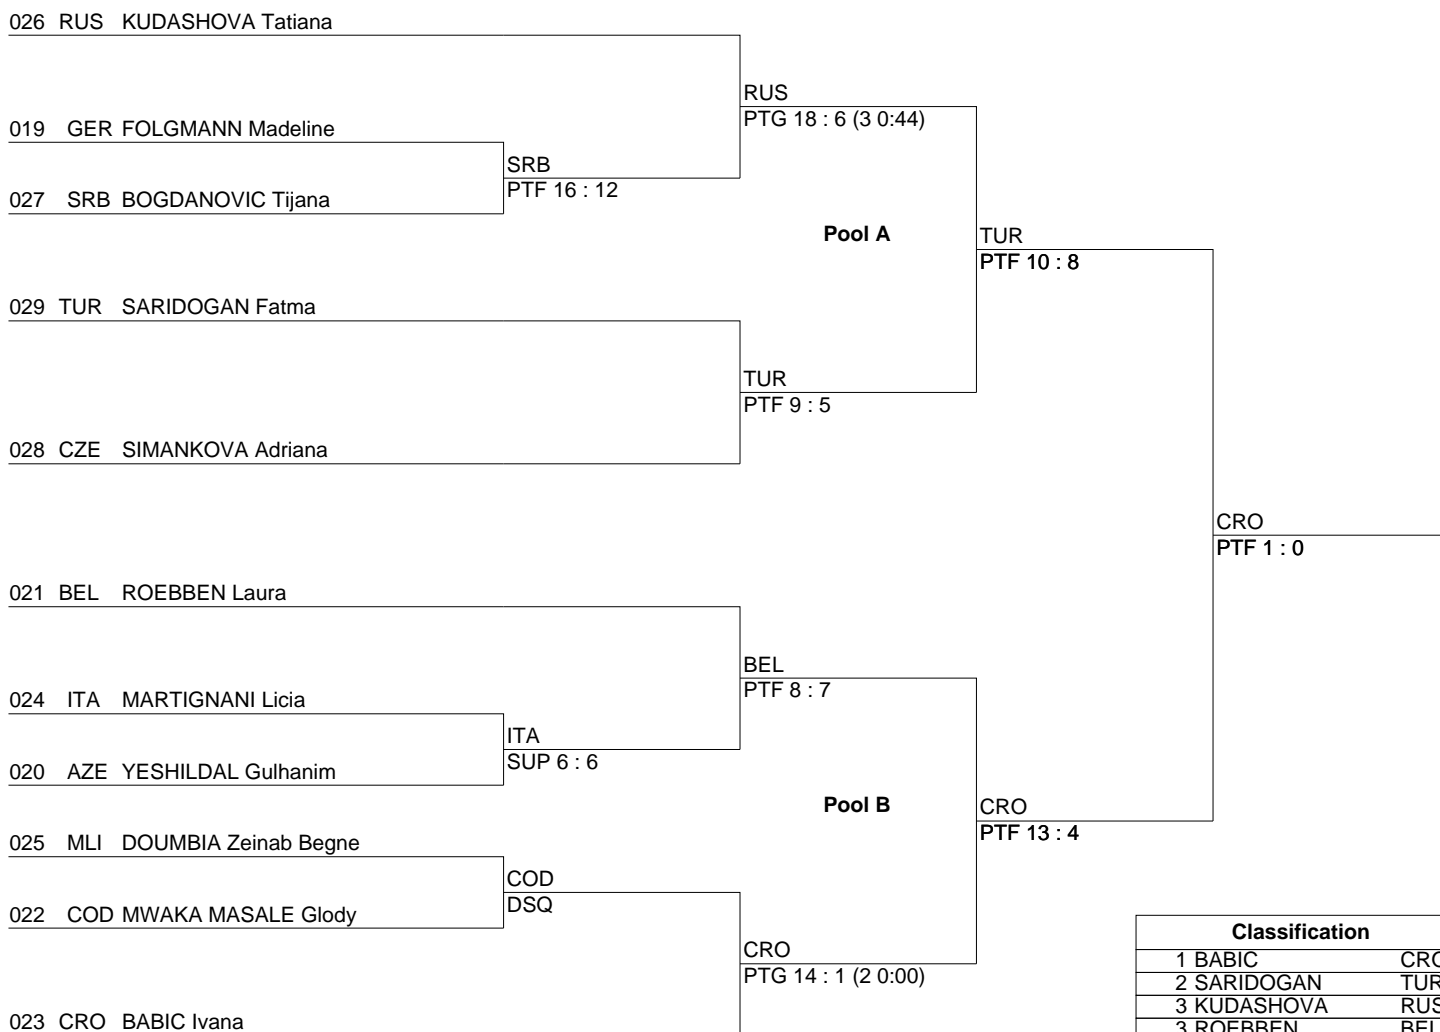 026 RUS KUDASHOVA Tatiana
RUS
PTG 18 : 6 (3 0:44)
019 GER FOLGMANN Madeline
SRB
PTF 16 : 12
027 SRB BOGDANOVIC Tijana
Pool A
TUR
PTF 10 : 8
029 TUR SARIDOGAN Fatma
TUR
PTF 9 : 5
028 CZE SIMANKOVA Adriana
CRO
PTF 1 : 0
021 BEL ROEBBEN Laura
BEL
PTF 8 : 7
024 ITA MARTIGNANI Licia
ITA
SUP 6 : 6
020 AZE YESHILDAL Gulhanim
Pool B
CRO
PTF 13 : 4
025 MLI DOUMBIA Zeinab Begne
COD
DSQ
022 COD MWAKA MASALE Glody
CRO
PTG 14 : 1 (2 0:00)
023 CRO BABIC Ivana
Classification
1 BABIC CRO
2 SARIDOGAN TUR
3 KUDASHOVA RUS
3 ROEBBEN BEL